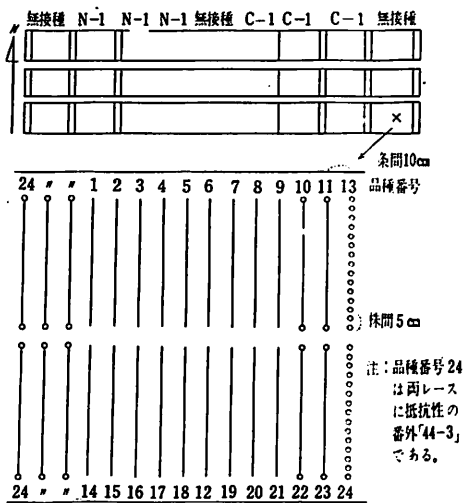 無接種 N-1 N-1 N-1 無接種 C-1 C-1 C-1 無接種
×
条間10cm
24 〃 〃 1 2 3 4 5 6 7 8 9 10 11 13 品種番号
株間5cm
注:品種番号24
は両レース
に抵抗性の
番外「44-3」
である。
24 〃 〃 14 15 16 17 18 12 19 20 21 22 23 24